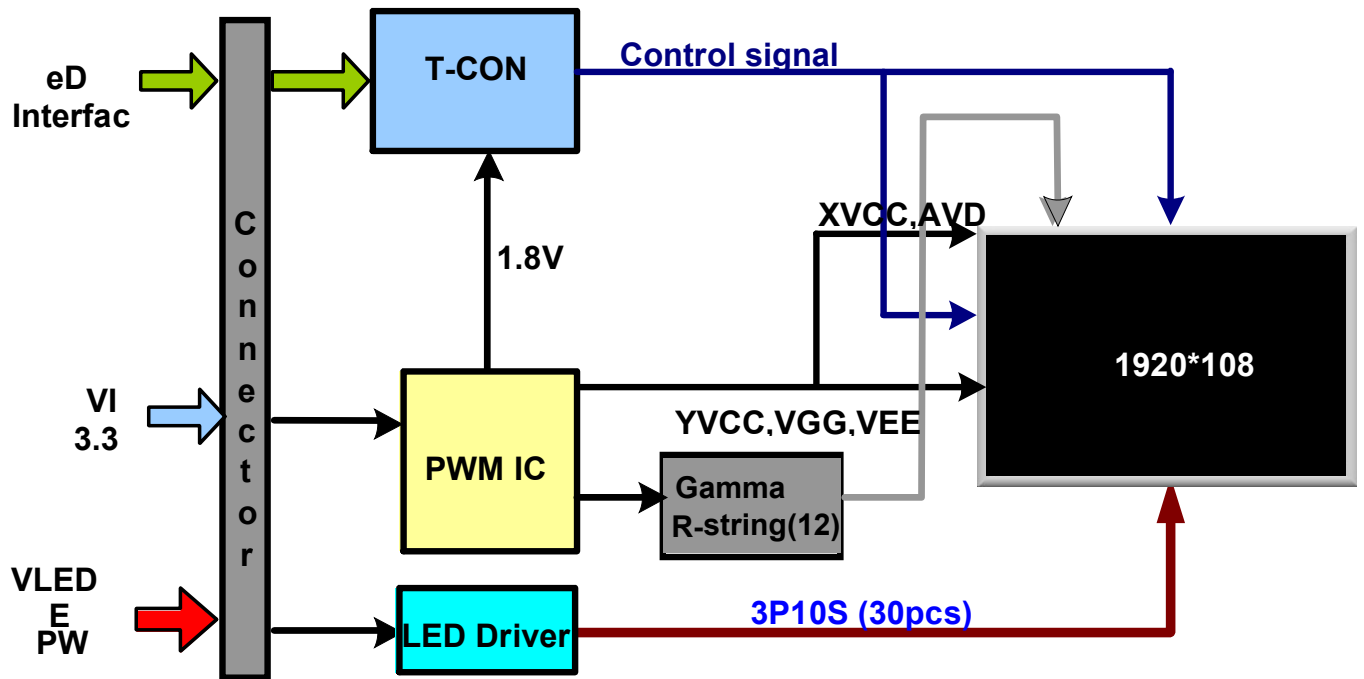 eD
Interfac
VI
3.3
VLED
E
PW
Connector
T-CON
Control signal
XVCC,AVD
1.8V
1920*108
YVCC,VGG,VEE
PWM IC
Gamma
R-string(12)
LED Driver
3P10S (30pcs)